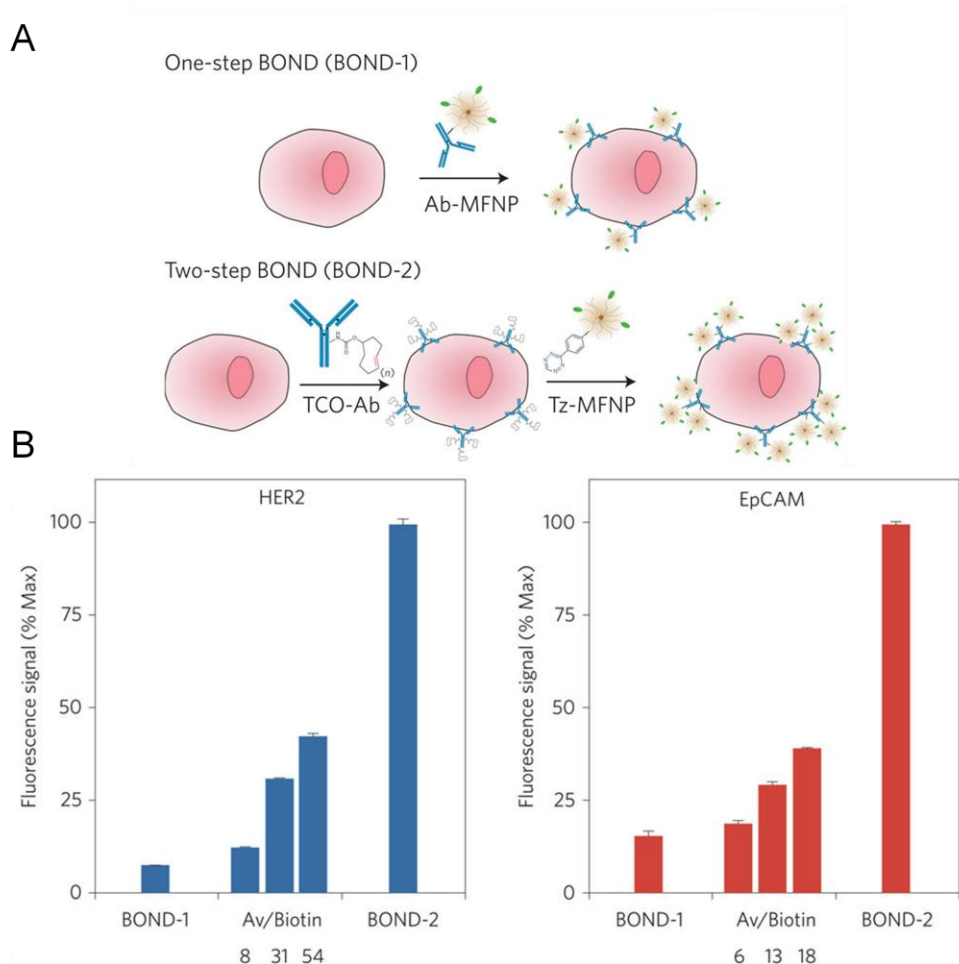 A
One-step BOND (BOND-1)
Ab-MFNP
Two-step BOND (BOND-2)
N
H
O
O
(n)
TCO-Ab
N
N
N
N
Tz-MFNP
B
HER2
Fluorescence signal (% Max)
100
75
50
25
0
BOND-1 Av/Biotin BOND-2
8 31 54
EpCAM
Fluorescence signal (% Max)
100
75
50
25
0
BOND-1 Av/Biotin BOND-2
6 13 18